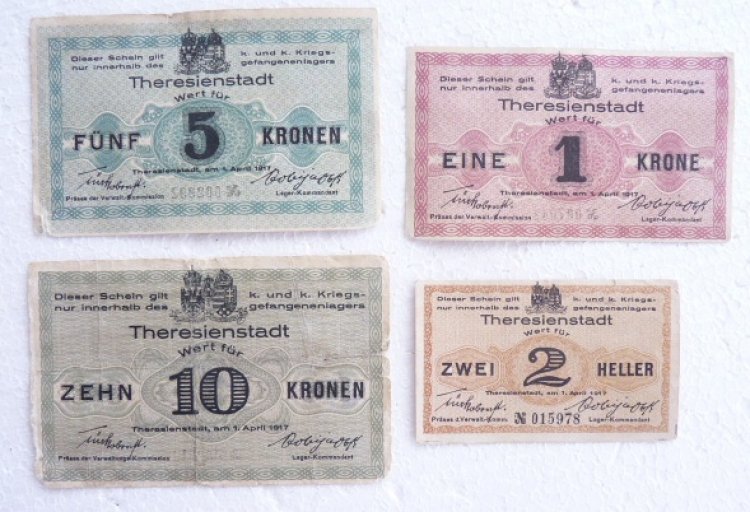 Dieser Schein gilt k. und k. Kriegs-
nur innerhalb des gefangenenlagers
Theresienstadt
Wert für
FÜNF 5 KRONEN
Theresienstadt, am 1. April 1917
Präses der Verwalt.-Kommission Lager-Kommandant
Dieser Schein gilt k. und k. Kriegs-
nur innerhalb des gefangenenlagers
Theresienstadt
Wert für
EINE 1 KRONE
Theresienstadt, am 1. April 1917
Präses der Verwalt.-Kommission Lager-Kommandant
Dieser Schein gilt k. und k. Kriegs-
nur innerhalb des gefangenenlagers
Theresienstadt
Wert für
ZEHN 10 KRONEN
Theresienstadt, am 1. April 1917
Präses der Verwaltungs-Kommission Lager-Kommandant
Dieser Schein gilt k. und k. Kriegs-
nur innerhalb des gefangenenlagers
Theresienstadt
Wert für
ZWEI 2 HELLER
Theresienstadt, am 1. April 1917
Präses d. Verwalt.-Kommission № 015978 Lager-Kommandant